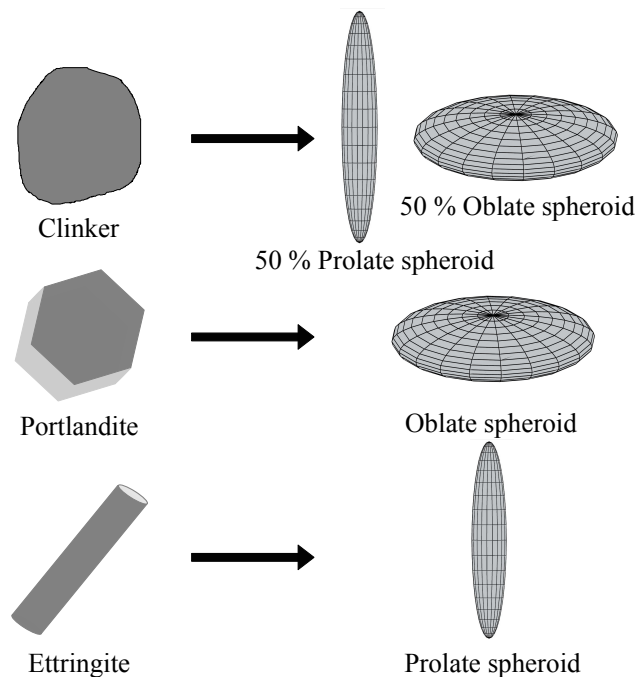 Clinker
50 % Oblate spheroid
50 % Prolate spheroid
Portlandite
Oblate spheroid
Ettringite
Prolate spheroid